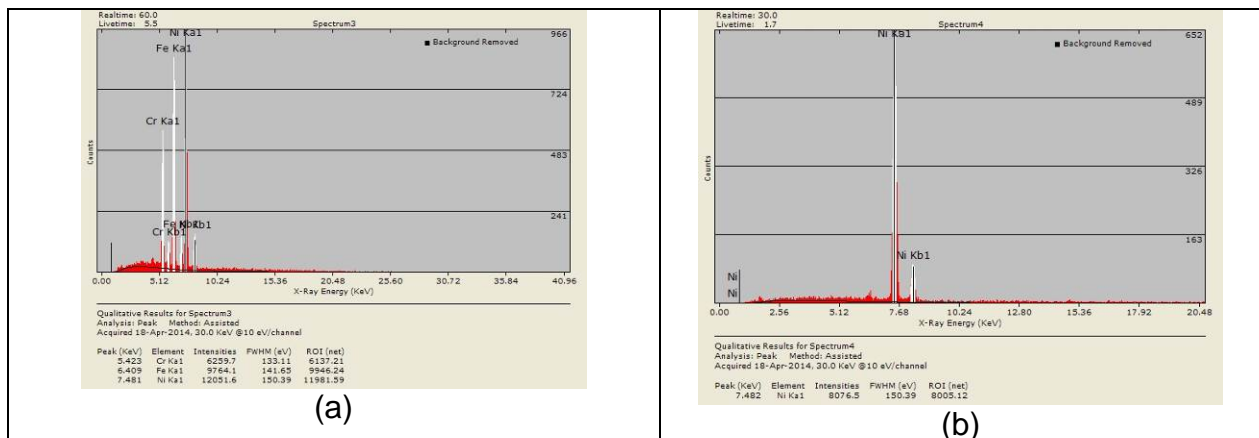 Realtime: 60.0
Livetime: 5.5
Spectrum3
Ni Ka1
966
Fe Ka1
■ Background Removed
724
Cr Ka1
483
241
Cr Kb1
Counts
0.00 5.12 10.24 15.36 20.48 25.60 30.72 35.84 40.96
X-Ray Energy (KeV)
Qualitative Results for Spectrum3
Analysis: Peak Method: Assisted
Acquired 18-Apr-2014, 30.0 KeV @10 eV/channel
Peak (KeV) Element Intensities FWHM (eV) ROI (net)
5.423 Cr Ka1 6259.7 133.11 6137.21
6.409 Fe Ka1 9764.1 141.65 9946.24
7.481 Ni Ka1 12051.6 150.39 11981.59
(a)
Realtime: 30.0
Livetime: 1.7
Spectrum4
Ni Ka1
652
■ Background Removed
489
326
163
Ni Kb1
Ni
Ni
Counts
0.00 2.56 5.12 7.68 10.24 12.80 15.36 17.92 20.48
X-Ray Energy (KeV)
Qualitative Results for Spectrum4
Analysis: Peak Method: Assisted
Acquired 18-Apr-2014, 30.0 KeV @10 eV/channel
Peak (KeV) Element Intensities FWHM (eV) ROI (net)
7.482 Ni Ka1 8076.5 150.39 8005.12
(b)